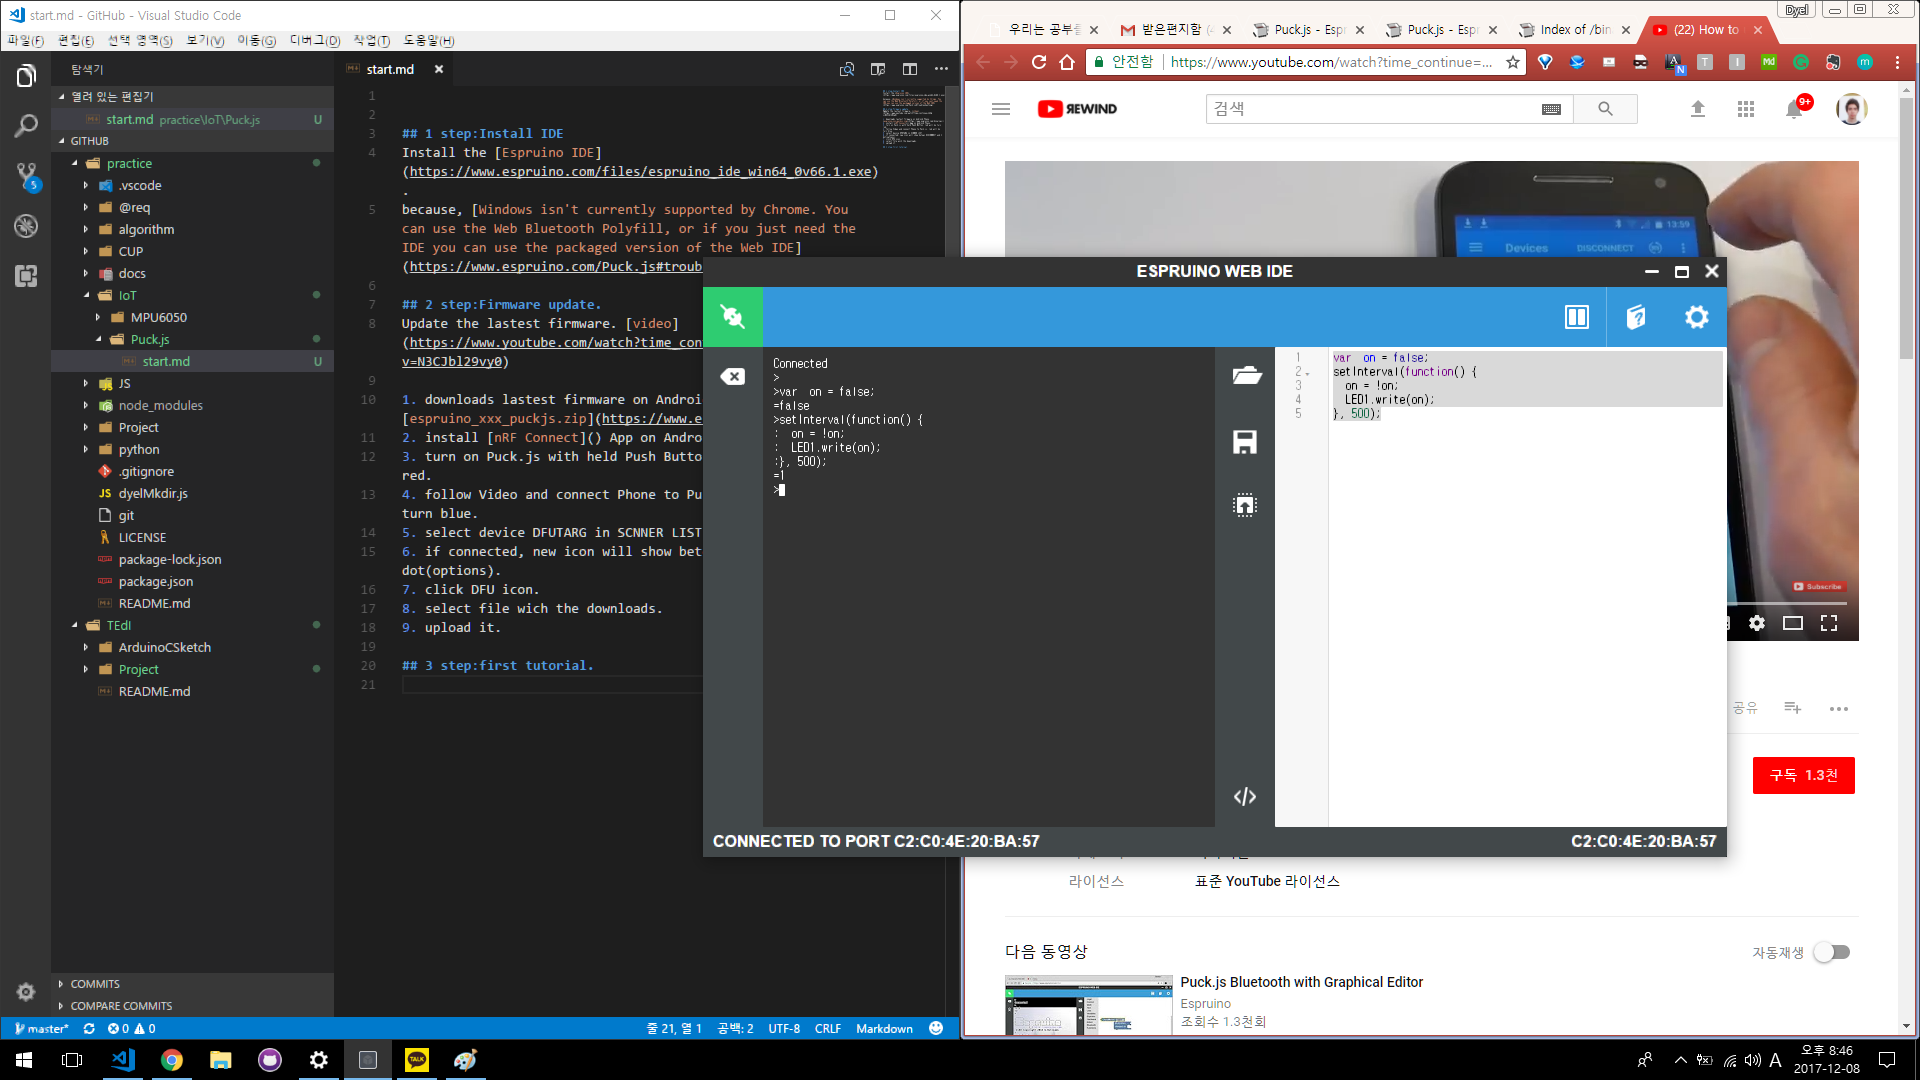 start.md - GitHub - Visual Studio Code
파일(F) 편집(E) 선택 영역(S) 보기(V) 이동(G) 디버그(D) 작업(T) 도움말(H)
탐색기
열려 있는 편집기
start.md practice\IoT\Puck.js U
GITHUB
practice
.vscode
@req
algorithm
CUP
docs
IoT
MPU6050
Puck.js
start.md U
JS
node_modules
Project
python
.gitignore
JS dyelMkdir.js
git
LICENSE
package-lock.json
package.json
README.md
TEdI
ArduinoCSketch
Project
README.md
COMMITS
COMPARE COMMITS
start.md
1
2
3 ## 1 step:Install IDE
4 Install the [Espruino IDE]
(https://www.espruino.com/files/espruino_ide_win64_0v66.1.exe)
.
5 because, [Windows isn't currently supported by Chrome. You
can use the Web Bluetooth Polyfill, or if you just need the
IDE you can use the packaged version of the Web IDE]
(https://www.espruino.com/Puck.js#troub
6
7 ## 2 step:Firmware update.
8 Update the lastest firmware. [video]
(https://www.youtube.com/watch?time_con
v=N3CJbl29vy0)
9
10 1. downloads lastest firmware on Androi
[espruino_xxx_puckjs.zip](https://www.e
11 2. install [nRF Connect]() App on Andro
12 3. turn on Puck.js with held Push Butto
red.
13 4. follow Video and connect Phone to Pu
turn blue.
14 5. select device DFUTARG in SCNNER LIST
15 6. if connected, new icon will show bet
dot(options).
16 7. click DFU icon.
17 8. select file wich the downloads.
18 9. upload it.
19
20 ## 3 step:first tutorial.
21
master* 0 0 줄 21, 열 1 공백: 2 UTF-8 CRLF Markdown
ESPRUINO WEB IDE
Connected
>
>var  on = false;
=false
>setInterval(function() {
:  on = !on;
:  LED1.write(on);
:}, 500);
=1
>
1 var  on = false;
2 setInterval(function() {
3 on = !on;
4 LED1.write(on);
5 }, 500);
CONNECTED TO PORT C2:C0:4E:20:BA:57 C2:C0:4E:20:BA:57
Dyel
우리는 공부를 받은편지함 (4 Puck.js - Esp Puck.js - Esp Index of /bin (22) How to
안전함 https://www.youtube.com/watch?time_continue=...
REWIND
검색
9+
13:59
Devices DISCONNECT
Subscribe
공유
구독 1.3천
라이선스 표준 YouTube 라이선스
다음 동영상 자동재생
Puck.js Bluetooth with Graphical Editor
Espruino
조회수 1.3천회
TALK
A 오후 8:46
2017-12-08